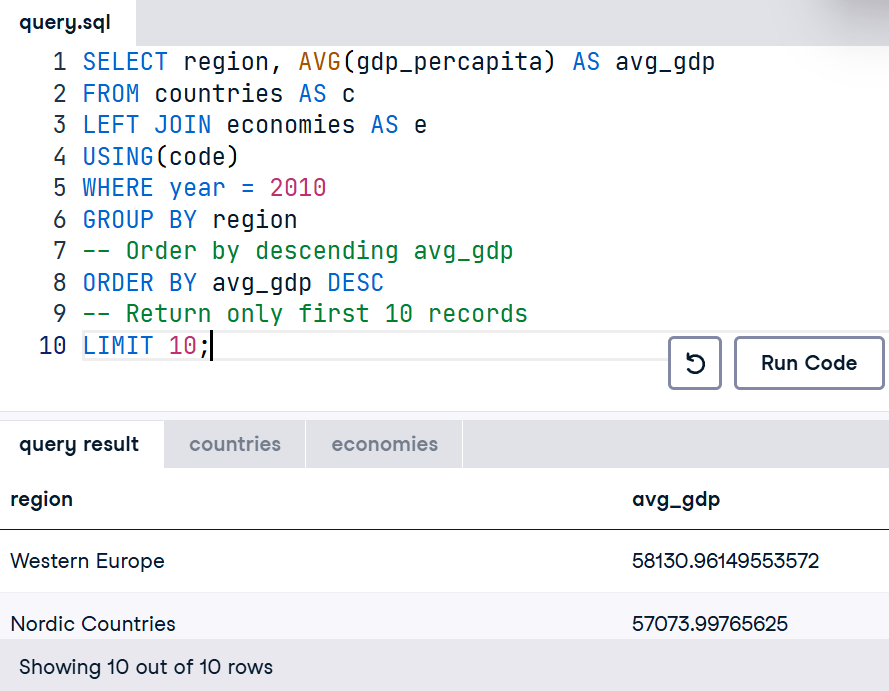 query.sql
1 SELECT region, AVG(gdp_percapita) AS avg_gdp
2 FROM countries AS c
3 LEFT JOIN economies AS e
4 USING(code)
5 WHERE year = 2010
6 GROUP BY region
7 -- Order by descending avg_gdp
8 ORDER BY avg_gdp DESC
9 -- Return only first 10 records
10 LIMIT 10;
Run Code
query result countries economies
region avg_gdp
Western Europe 58130.96149553572
Nordic Countries 57073.99765625
Showing 10 out of 10 rows